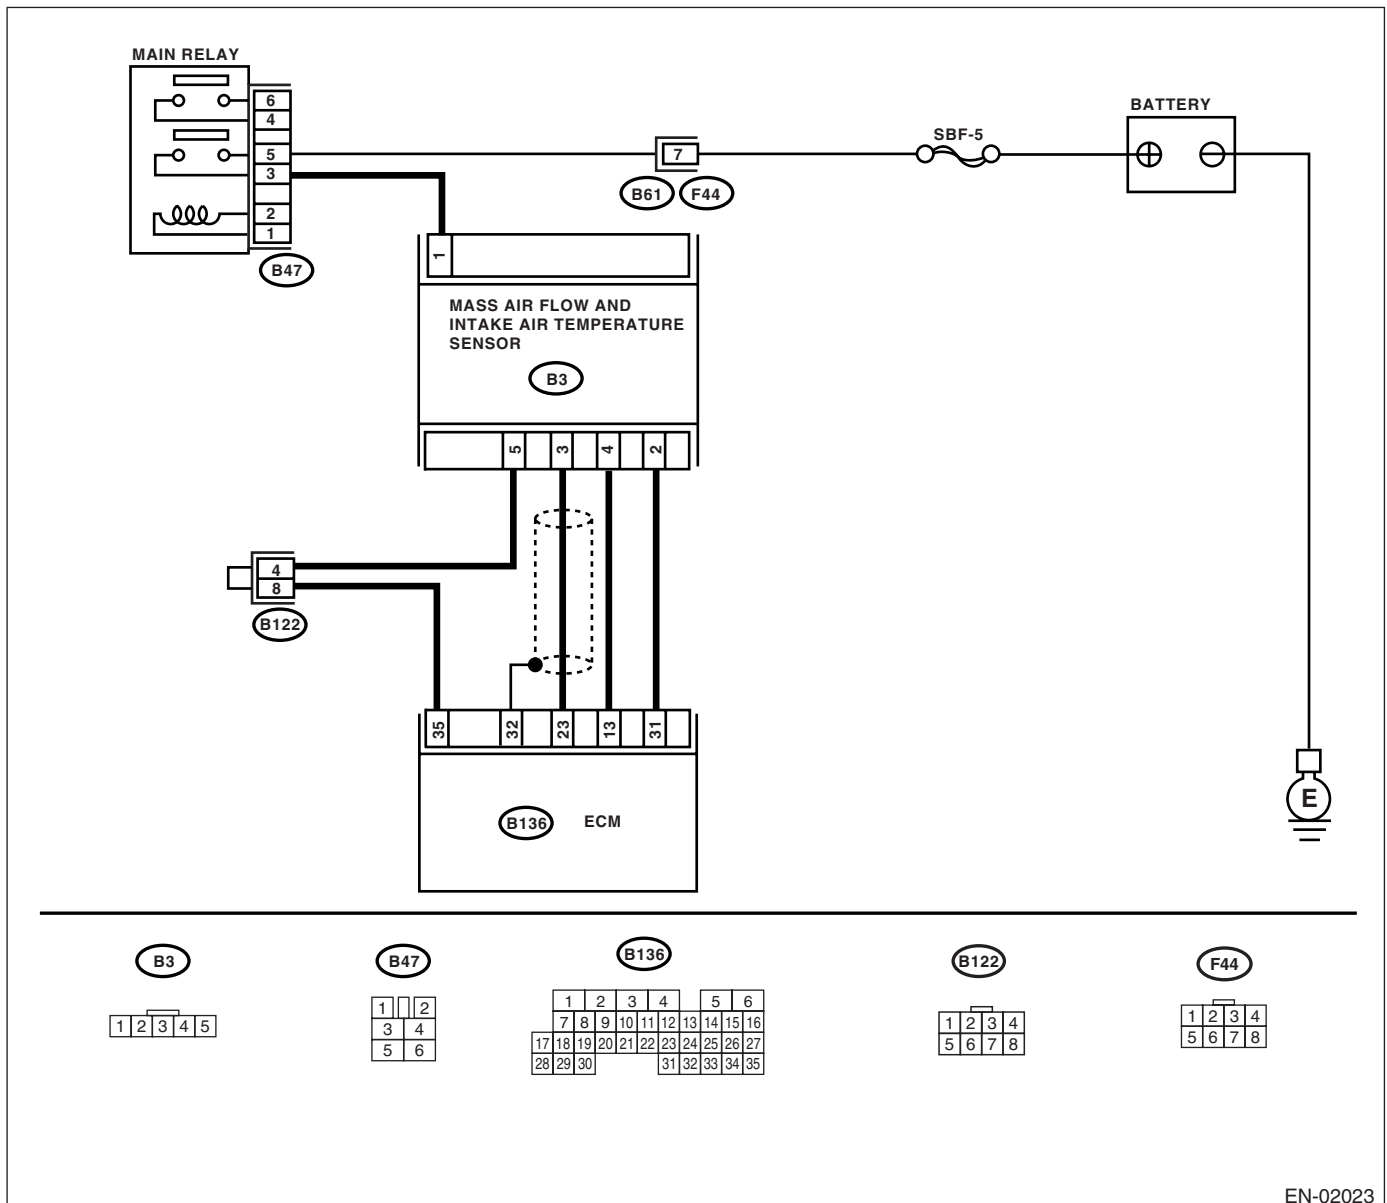 MAIN RELAY
6
4
5
3
2
1
B47
7
B61
F44
SBF-5
BATTERY
1
MASS AIR FLOW AND
INTAKE AIR TEMPERATURE
SENSOR
B3
5 3 4 2
4
8
B122
35 32 23 13 31
B136 ECM
E
B3
1 2 3 4 5
B47
1 2
3 4
5 6
B136
1 2 3 4 5 6
7 8 9 10 11 12 13 14 15 16
17 18 19 20 21 22 23 24 25 26 27
28 29 30 31 32 33 34 35
B122
1 2 3 4
5 6 7 8
F44
1 2 3 4
5 6 7 8
EN-02023